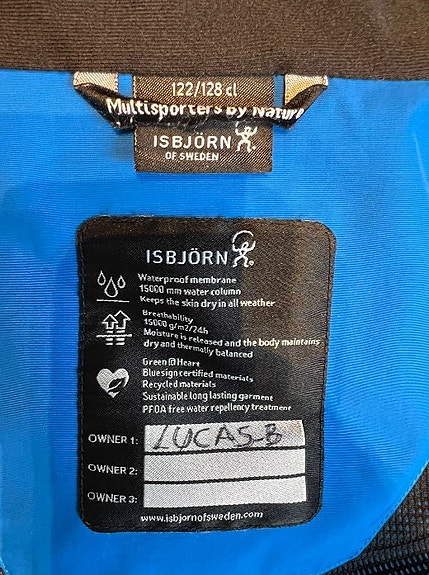 122/128 cl
Multisporters By Nature
ISBJÖRN
OF SWEDEN
ISBJÖRN
Waterproof membrane
15000 mm water column
Keeps the skin dry in all weather
Breathability
15000 g/m2/24h
Moisture is released and the body maintains
dry and thermally balanced
Green @ Heart
Bluesign certified materials
Recycled materials
Sustainable long lasting garment
PFOA free water repellency treatment
OWNER 1: LUCAS-B
OWNER 2:
OWNER 3:
www.isbjornofsweden.com